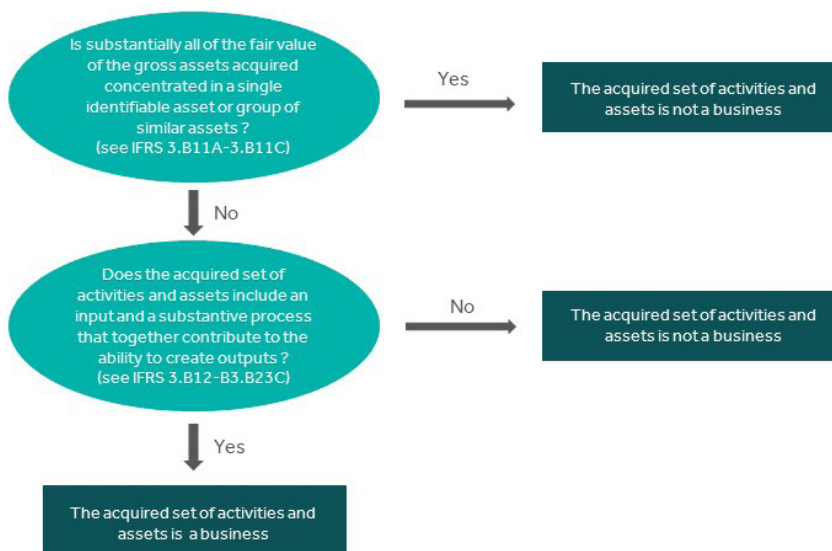 Is substantially all of the fair value
of the gross assets acquired
concentrated in a single
identifiable asset or group of
similar assets ?
(see IFRS 3.B11A-3.B11C)
Yes
The acquired set of activities and
assets is not a business
No
Does the acquired set of
activities and assets include an
input and a substantive process
that together contribute to the
ability to create outputs ?
(see IFRS 3.B12-B3.B23C)
No
The acquired set of activities and
assets is not a business
Yes
The acquired set of activities and
assets is a business